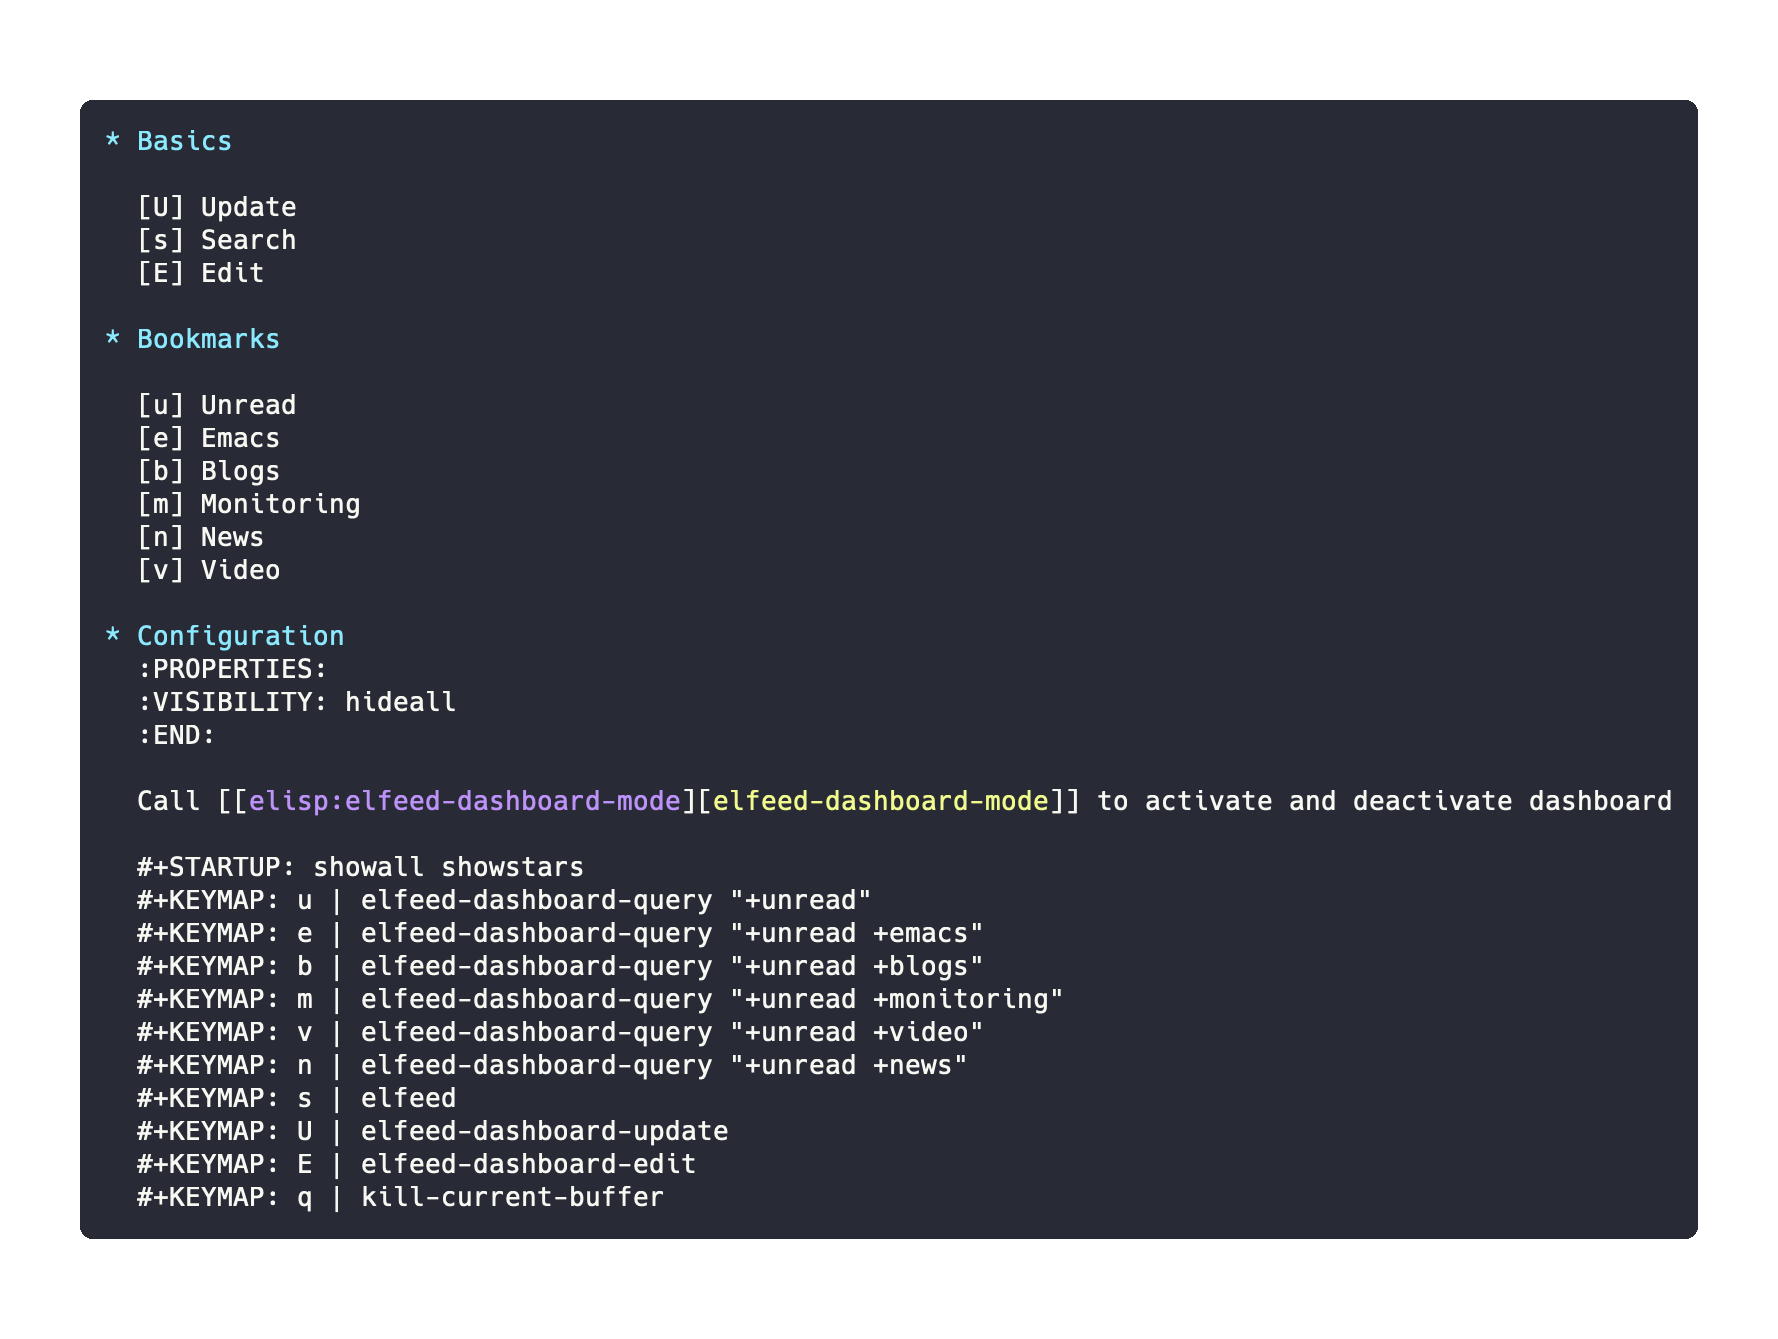 * Basics
[U] Update
[s] Search
[E] Edit
* Bookmarks
[u] Unread
[e] Emacs
[b] Blogs
[m] Monitoring
[n] News
[v] Video
* Configuration
:PROPERTIES:
:VISIBILITY: hideall
:END:
Call [[elisp:elfeed-dashboard-mode][elfeed-dashboard-mode]] to activate and deactivate dashboard
#+STARTUP: showall showstars
#+KEYMAP: u | elfeed-dashboard-query "+unread"
#+KEYMAP: e | elfeed-dashboard-query "+unread +emacs"
#+KEYMAP: b | elfeed-dashboard-query "+unread +blogs"
#+KEYMAP: m | elfeed-dashboard-query "+unread +monitoring"
#+KEYMAP: v | elfeed-dashboard-query "+unread +video"
#+KEYMAP: n | elfeed-dashboard-query "+unread +news"
#+KEYMAP: s | elfeed
#+KEYMAP: U | elfeed-dashboard-update
#+KEYMAP: E | elfeed-dashboard-edit
#+KEYMAP: q | kill-current-buffer